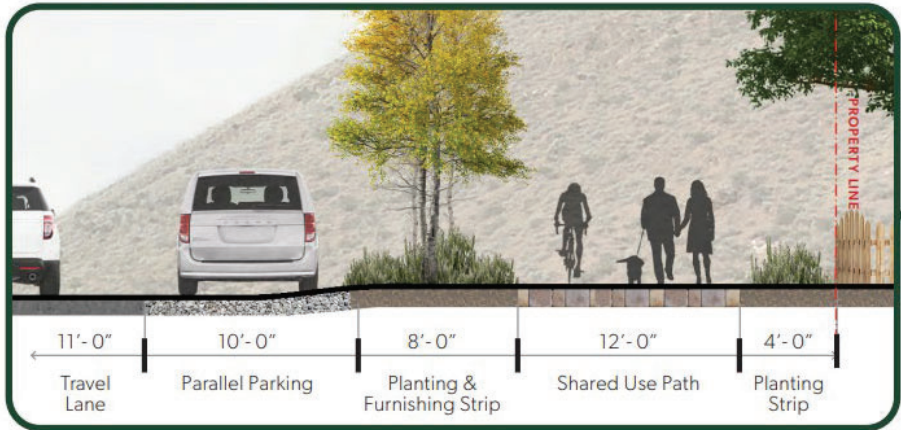 PROPERTY LINE
11'- 0"
10'- 0"
8'- 0"
12'- 0"
4'- 0"
Travel
Lane
Parallel Parking
Planting &
Furnishing Strip
Shared Use Path
Planting
Strip